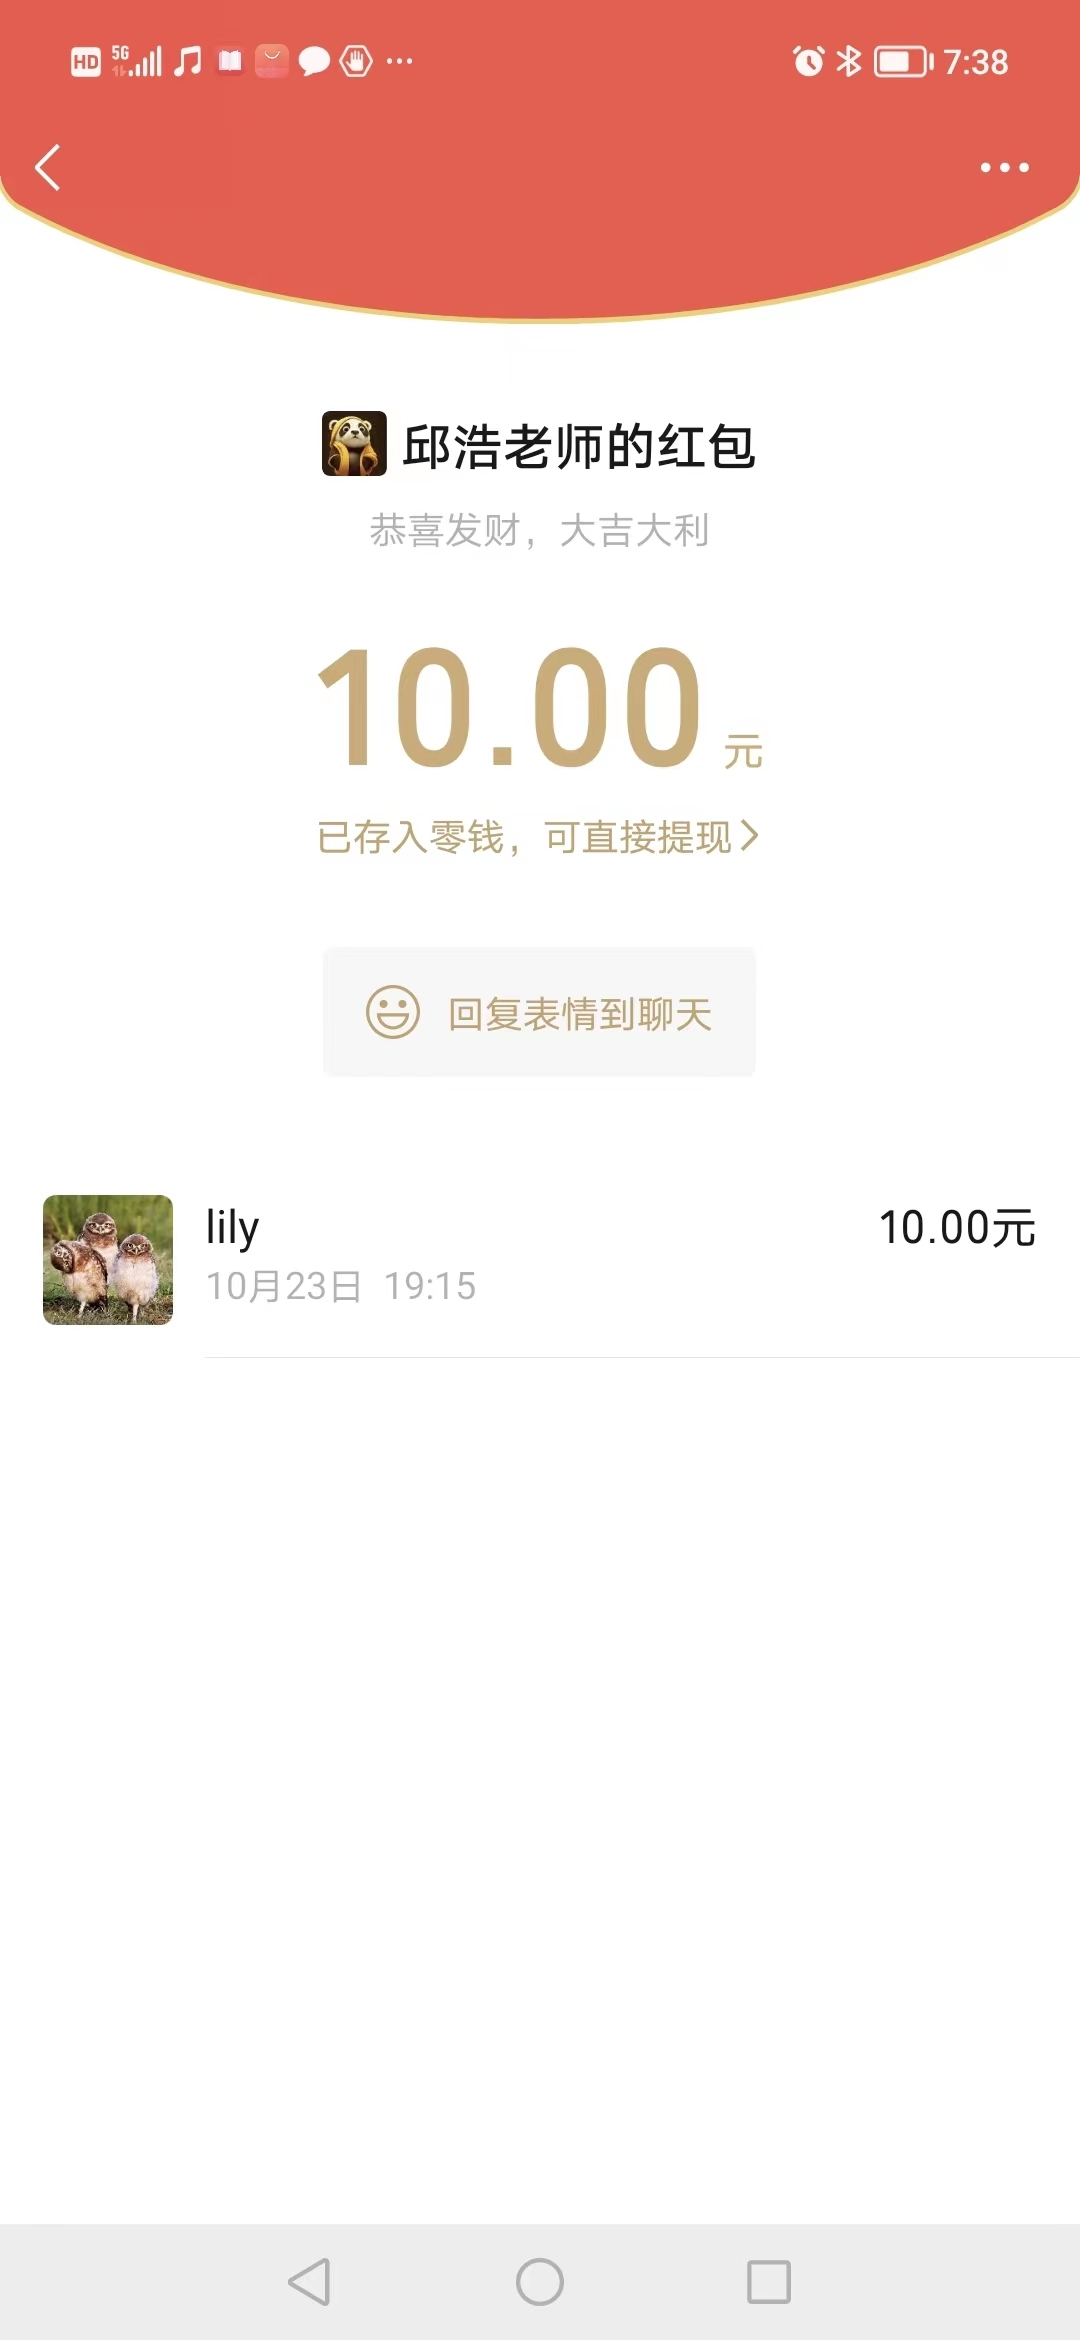 HD 5G 7:38
邱浩老师的红包
恭喜发财，大吉大利
10.00 元
已存入零钱，可直接提现
回复表情到聊天
lily 10.00元
10月23日 19:15